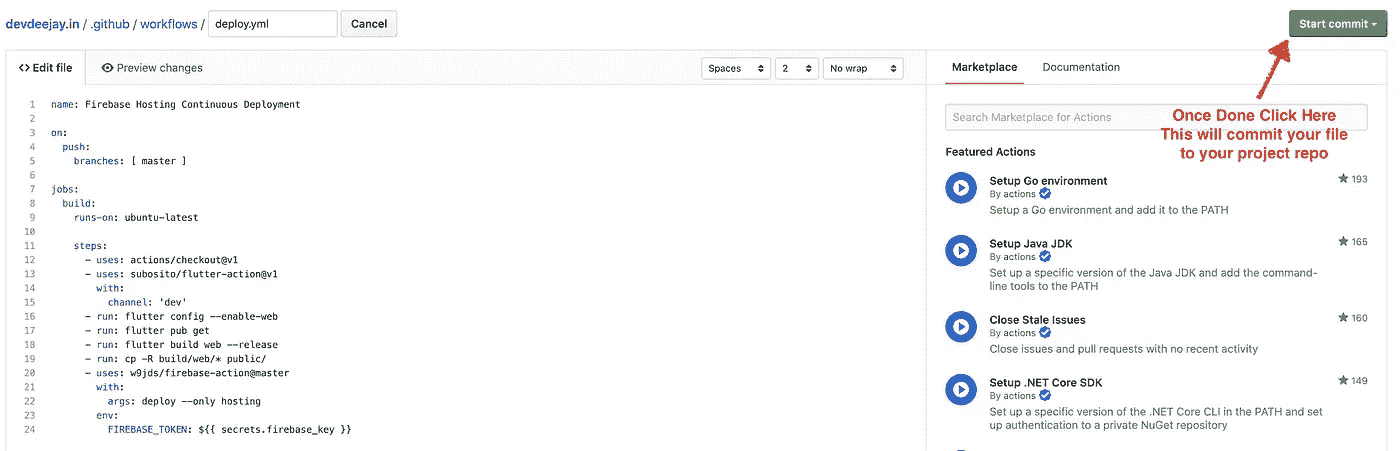 devdeejay.in / .github / workflows / deploy.yml Cancel
Start commit
<> Edit file Preview changes
Spaces 2 No wrap
Marketplace Documentation
Search Marketplace for Actions
Once Done Click Here
This will commit your file
to your project repo
1 name: Firebase Hosting Continuous Deployment
2
3 on:
4 push:
5 branches: [ master ]
6
7 jobs:
8 build:
9 runs-on: ubuntu-latest
10
11 steps:
12 - uses: actions/checkout@v1
13 - uses: subosito/flutter-action@v1
14 with:
15 channel: 'dev'
16 - run: flutter config --enable-web
17 - run: flutter pub get
18 - run: flutter build web --release
19 - run: cp -R build/web/* public/
20 - uses: w9jds/firebase-action@master
21 with:
22 args: deploy --only hosting
23 env:
24 FIREBASE_TOKEN: ${{ secrets.firebase_key }}
Featured Actions
Setup Go environment 193
By actions
Setup a Go environment and add it to the PATH
Setup Java JDK 165
By actions
Set up a specific version of the Java JDK and add the command-
line tools to the PATH
Close Stale Issues 160
By actions
Close issues and pull requests with no recent activity
Setup .NET Core SDK 149
By actions
Set up a specific version of the .NET Core CLI in the PATH and set
up authentication to a private NuGet repository